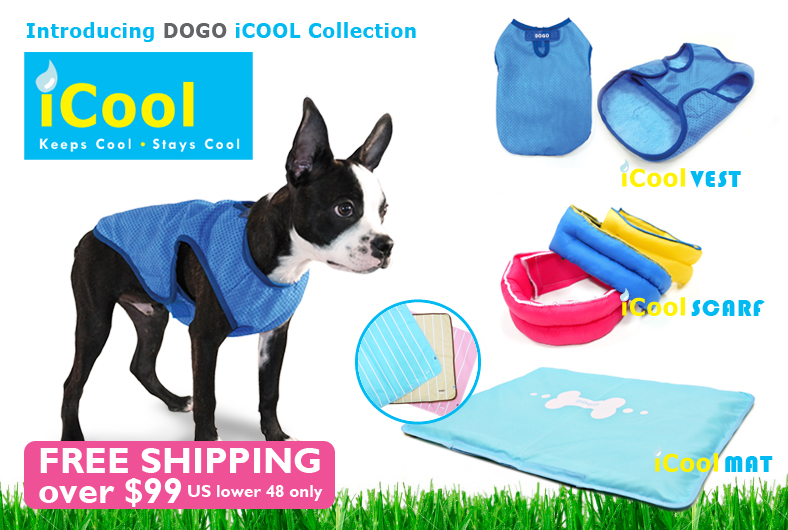 Introducing DOGO iCOOL Collection
iCool
Keeps Cool • Stays Cool
DOGO
iCool VEST
iCool SCARF
DOGO
iCool MAT
FREE SHIPPING
over $99 US lower 48 only